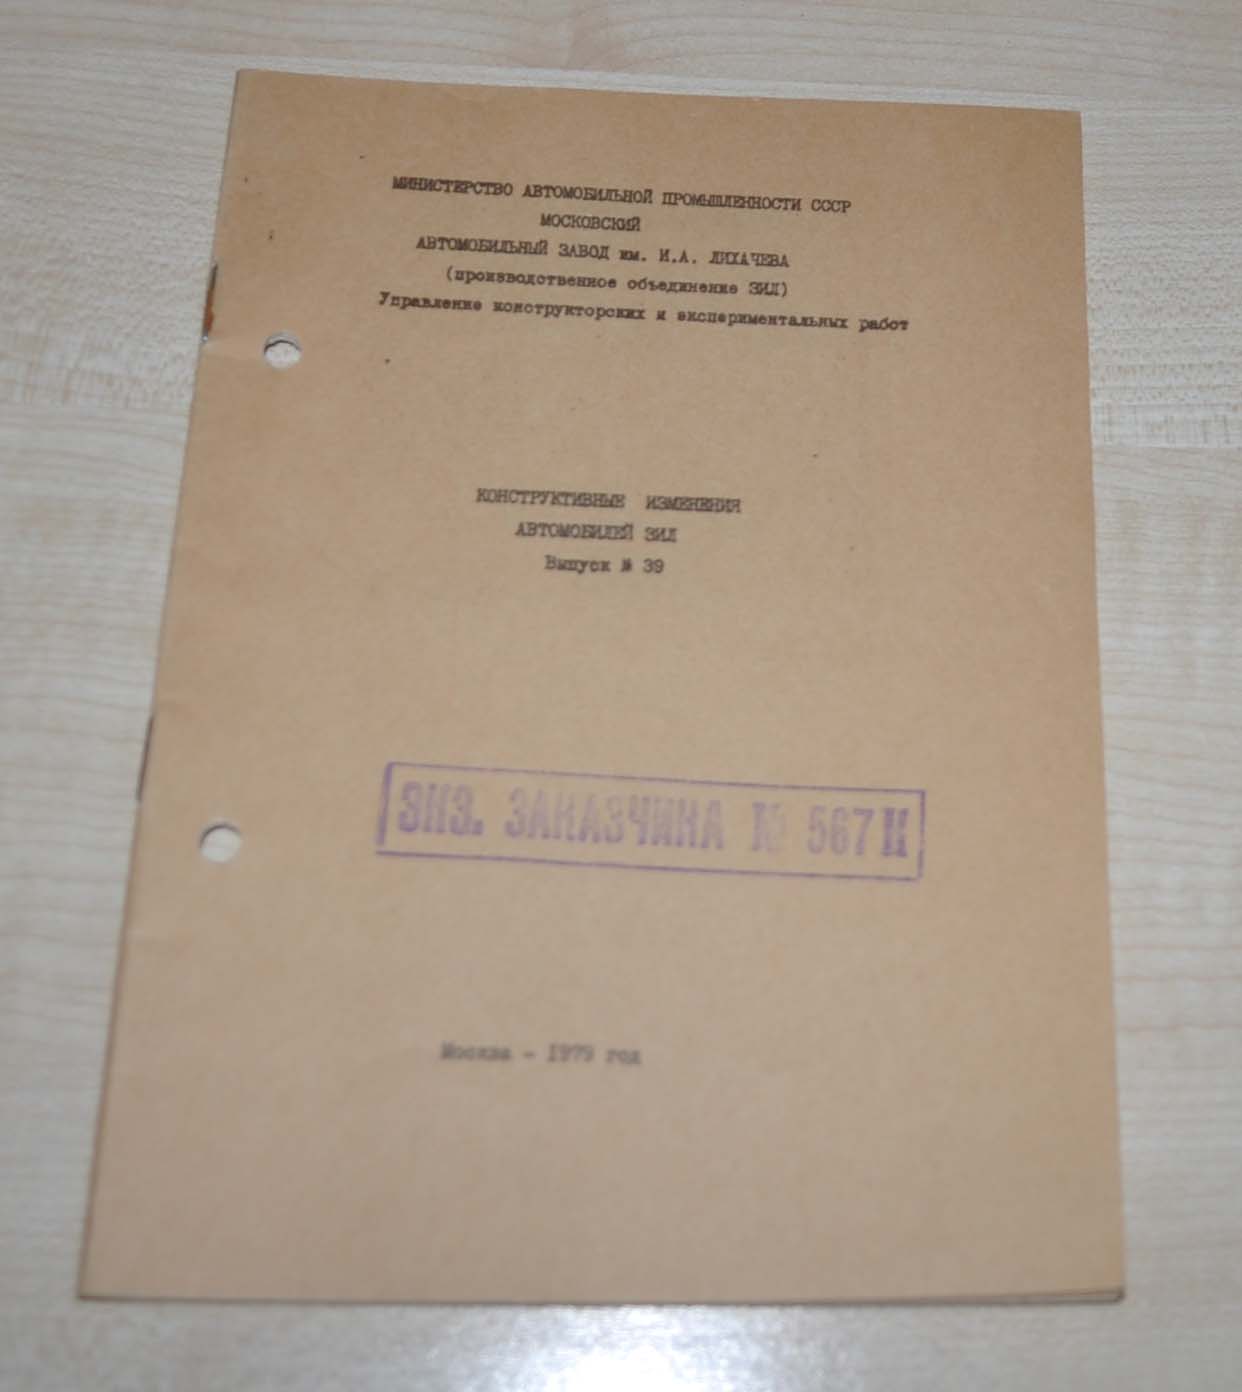 МИНИСТЕРСТВО АВТОМОБИЛЬНОЙ ПРОМЫШЛЕННОСТИ СССР
МОСКОВСКИЙ
АВТОМОБИЛЬНЫЙ ЗАВОД им. И.А. ЛИХАЧЕВА
(производственное объединение ЗИЛ)
Управление конструкторских и экспериментальных работ
КОНСТРУКТИВНЫЕ ИЗМЕНЕНИЯ
АВТОМОБИЛЕЙ ЗИЛ
Выпуск № 39
ЭКЗ. ЗАКАЗЧИКА № 567 И
Москва - 1979 год